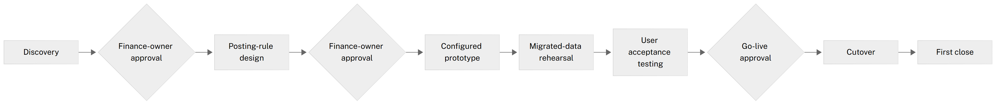 Discovery
Finance-owner
approval
Posting-rule
design
Finance-owner
approval
Configured
prototype
Migrated-data
rehearsal
User
acceptance
testing
Go-live
approval
Cutover
First close